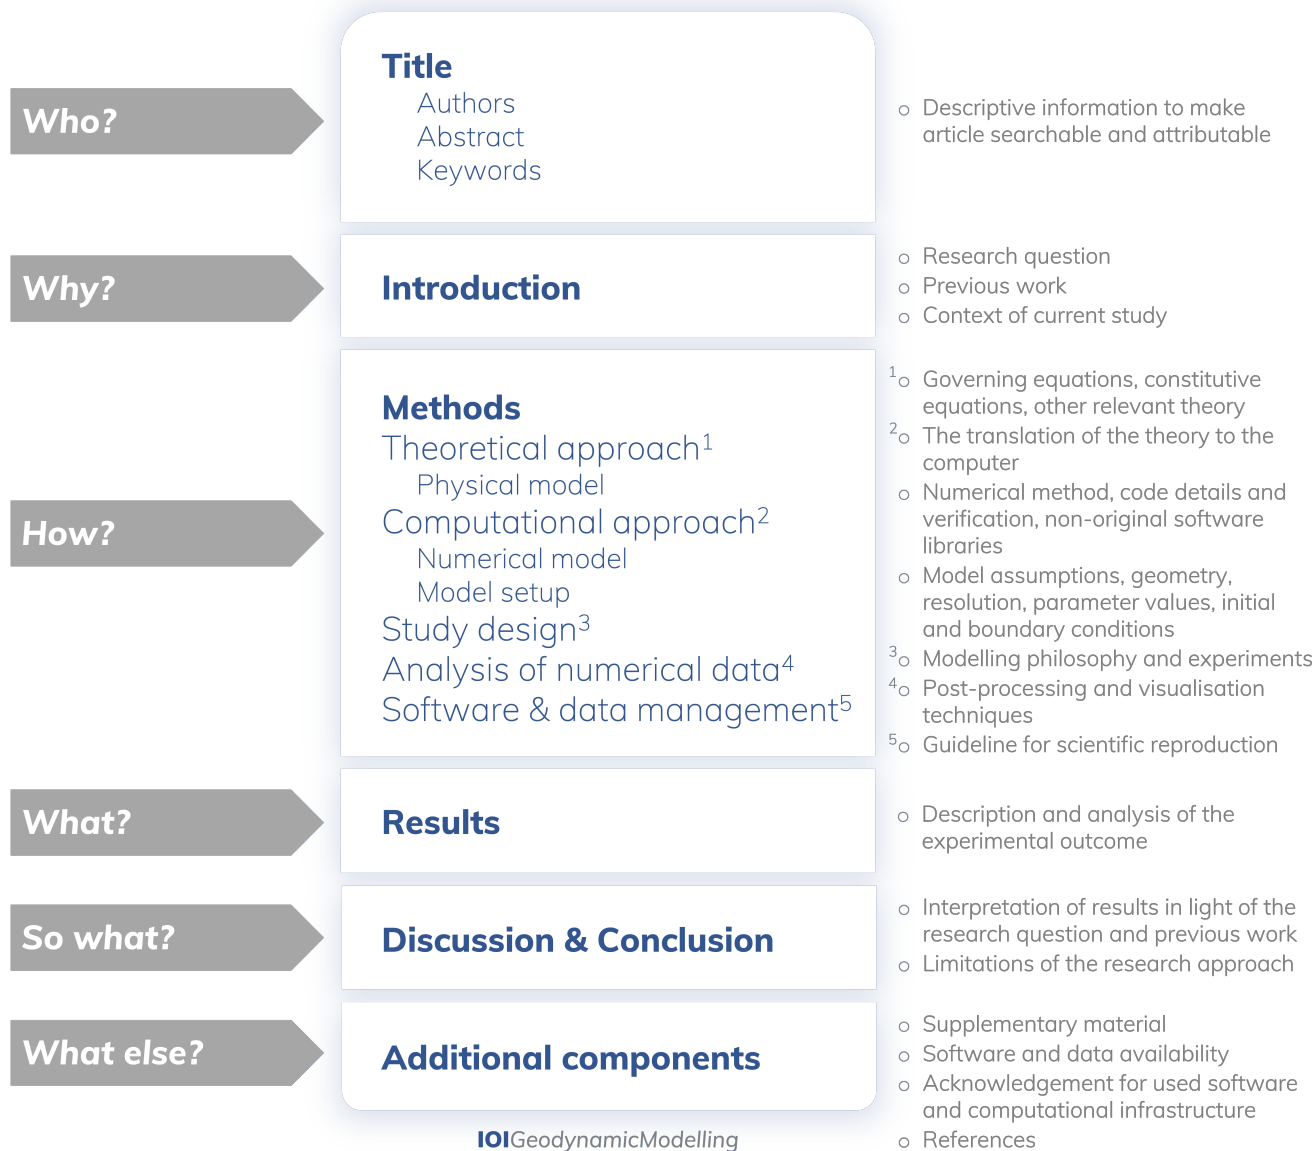 Who?
Title
Authors
Abstract
Keywords
o Descriptive information to make
article searchable and attributable
Why?
Introduction
o Research question
o Previous work
o Context of current study
How?
Methods
Theoretical approach¹
Physical model
Computational approach²
Numerical model
Model setup
Study design³
Analysis of numerical data⁴
Software & data management⁵
¹o Governing equations, constitutive
equations, other relevant theory
²o The translation of the theory to the
computer
o Numerical method, code details and
verification, non-original software
libraries
o Model assumptions, geometry,
resolution, parameter values, initial
and boundary conditions
³o Modelling philosophy and experiments
⁴o Post-processing and visualisation
techniques
⁵o Guideline for scientific reproduction
What?
Results
o Description and analysis of the
experimental outcome
So what?
Discussion & Conclusion
o Interpretation of results in light of the
research question and previous work
o Limitations of the research approach
What else?
Additional components
o Supplementary material
o Software and data availability
o Acknowledgement for used software
and computational infrastructure
o References
IOIGeodynamicModelling